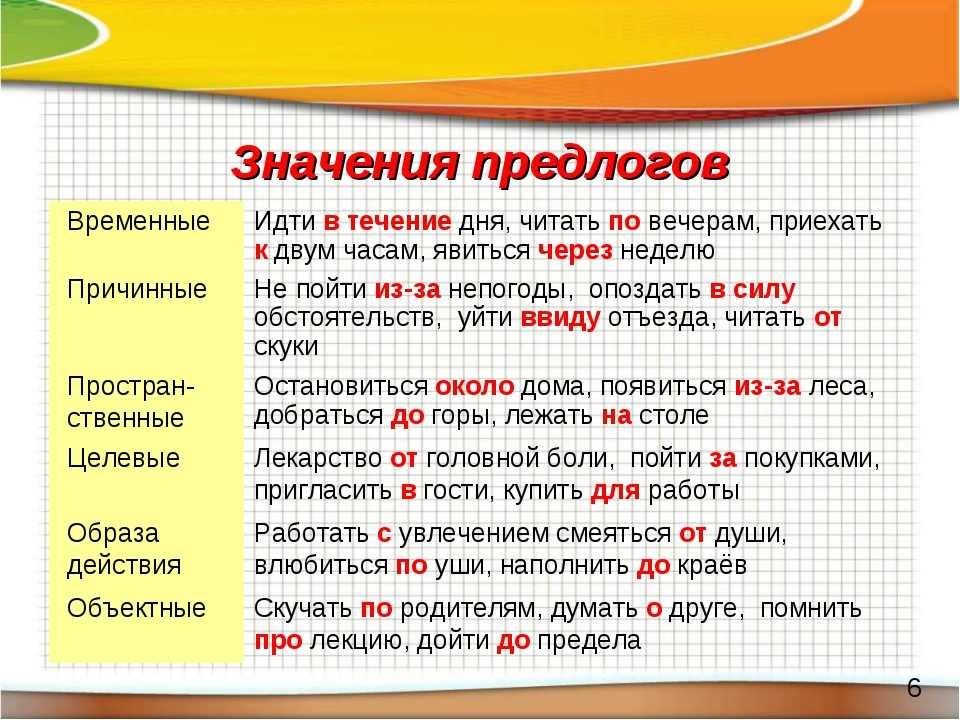 Значения предлогов
Временные
Идти в течение дня, читать по вечерам, приехать
к двум часам, явиться через неделю
Причинные
Не пойти из-за непогоды, опоздать в силу
обстоятельств, уйти ввиду отъезда, читать от
скуки
Простран-
ственные
Остановиться около дома, появиться из-за леса,
добраться до горы, лежать на столе
Целевые
Лекарство от головной боли, пойти за покупками,
пригласить в гости, купить для работы
Образа
действия
Работать с увлечением смеяться от души,
влюбиться по уши, наполнить до краёв
Объектные
Скучать по родителям, думать о друге, помнить
про лекцию, дойти до предела
6